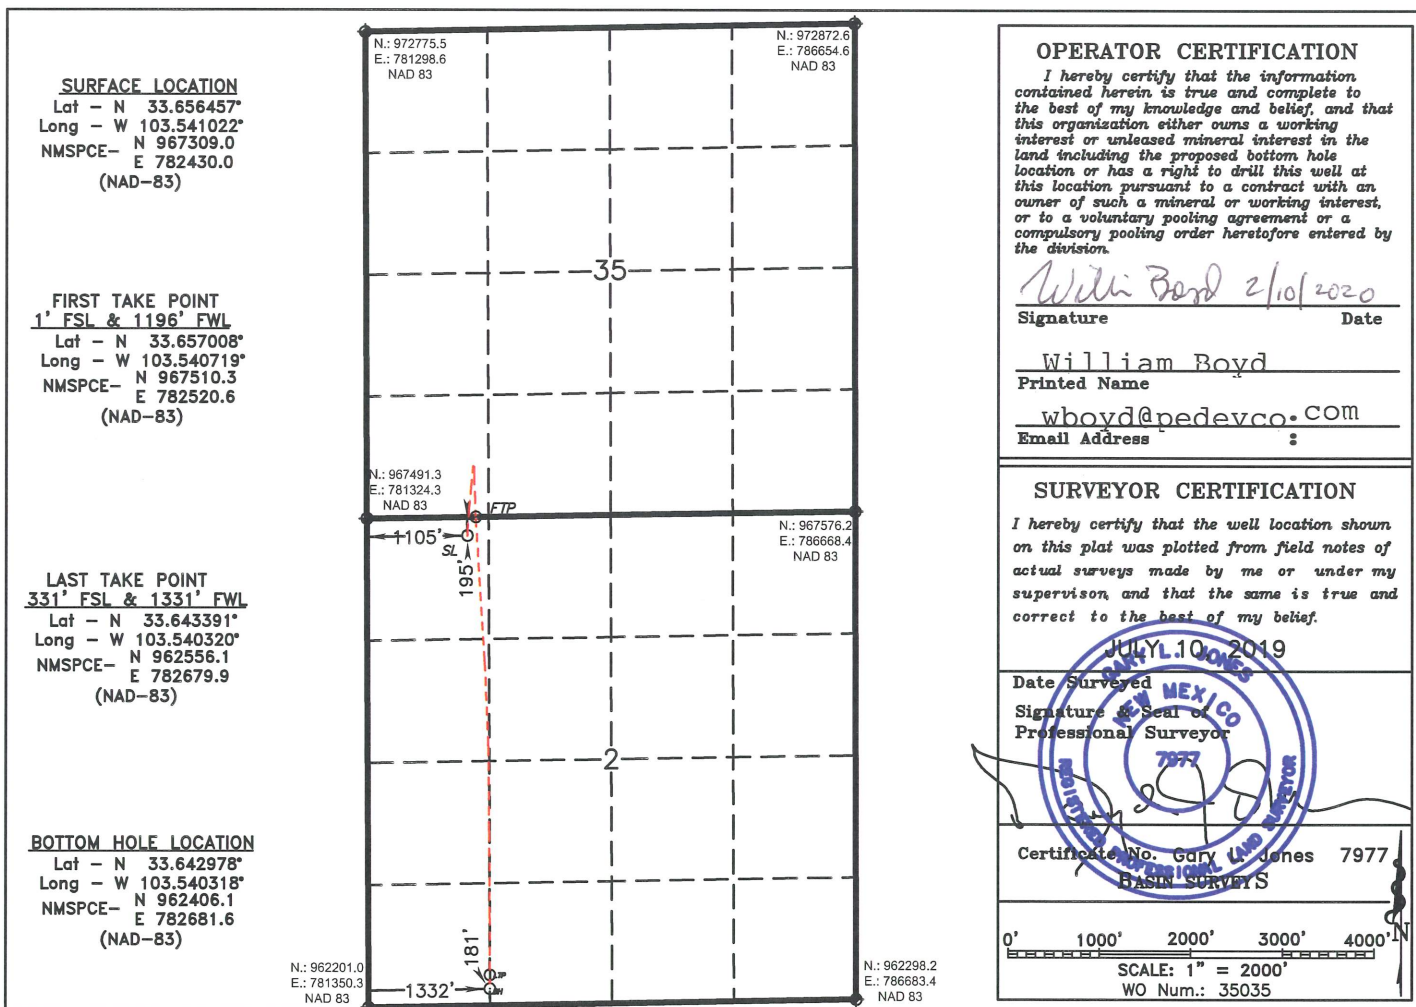 SURFACE LOCATION
Lat - N 33.656457°
Long - W 103.541022°
NMSPCE- N 967309.0
E 782430.0
(NAD-83)
FIRST TAKE POINT
1' FSL & 1196' FWL
Lat - N 33.657008°
Long - W 103.540719°
NMSPCE- N 967510.3
E 782520.6
(NAD-83)
LAST TAKE POINT
331' FSL & 1331' FWL
Lat - N 33.643391°
Long - W 103.540320°
NMSPCE- N 962556.1
E 782679.9
(NAD-83)
BOTTOM HOLE LOCATION
Lat - N 33.642978°
Long - W 103.540318°
NMSPCE- N 962406.1
E 782681.6
(NAD-83)
N.: 972775.5
E.: 781298.6
NAD 83
N.: 972872.6
E.: 786654.6
NAD 83
35
N.: 967491.3
E.: 781324.3
NAD 83
FTP
1105'
SL
195'
N.: 967576.2
E.: 786668.4
NAD 83
2
181'
LTP
1332'
BH
N.: 962201.0
E.: 781350.3
NAD 83
N.: 962298.2
E.: 786683.4
NAD 83
OPERATOR CERTIFICATION
I hereby certify that the information
contained herein is true and complete to
the best of my knowledge and belief, and that
this organization either owns a working
interest or unleased mineral interest in the
land including the proposed bottom hole
location or has a right to drill this well at
this location pursuant to a contract with an
owner of such a mineral or working interest,
or to a voluntary pooling agreement or a
compulsory pooling order heretofore entered by
the division.
Willi Boyd 2/10/2020
Signature Date
William Boyd
Printed Name
wboyd@pedevco.com
Email Address :
SURVEYOR CERTIFICATION
I hereby certify that the well location shown
on this plat was plotted from field notes of
actual surveys made by me or under my
supervison, and that the same is true and
correct to the best of my belief.
JULY 10, 2019
Date Surveyed
Signature & Seal of
Professional Surveyor
GARY L. JONES
NEW MEXICO
7977
REGISTERED PROFESSIONAL LAND SURVEYOR
Certificate No. Gary L. Jones 7977
BASIN SURVEYS
N
0' 1000' 2000' 3000' 4000'
SCALE: 1" = 2000'
WO Num.: 35035